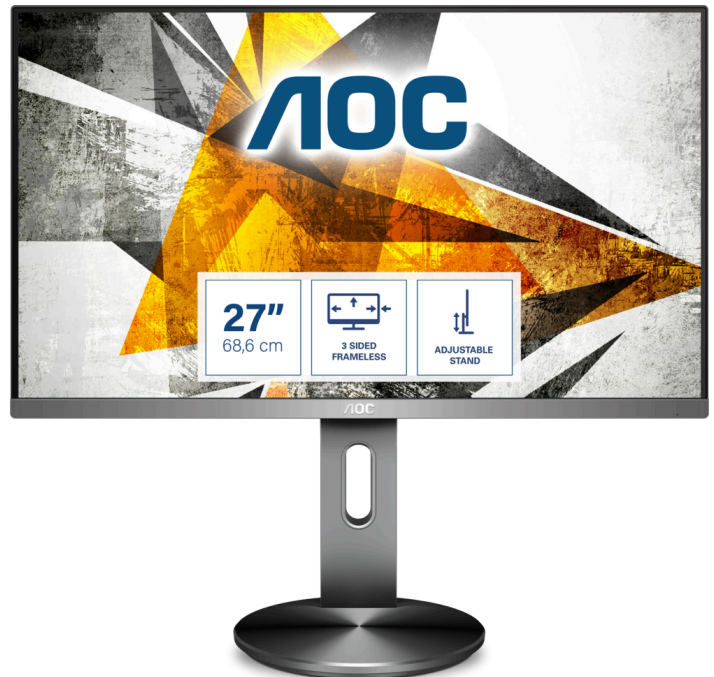 AOC
27"
68,6 cm
3 SIDED
FRAMELESS
ADJUSTABLE
STAND
AOC